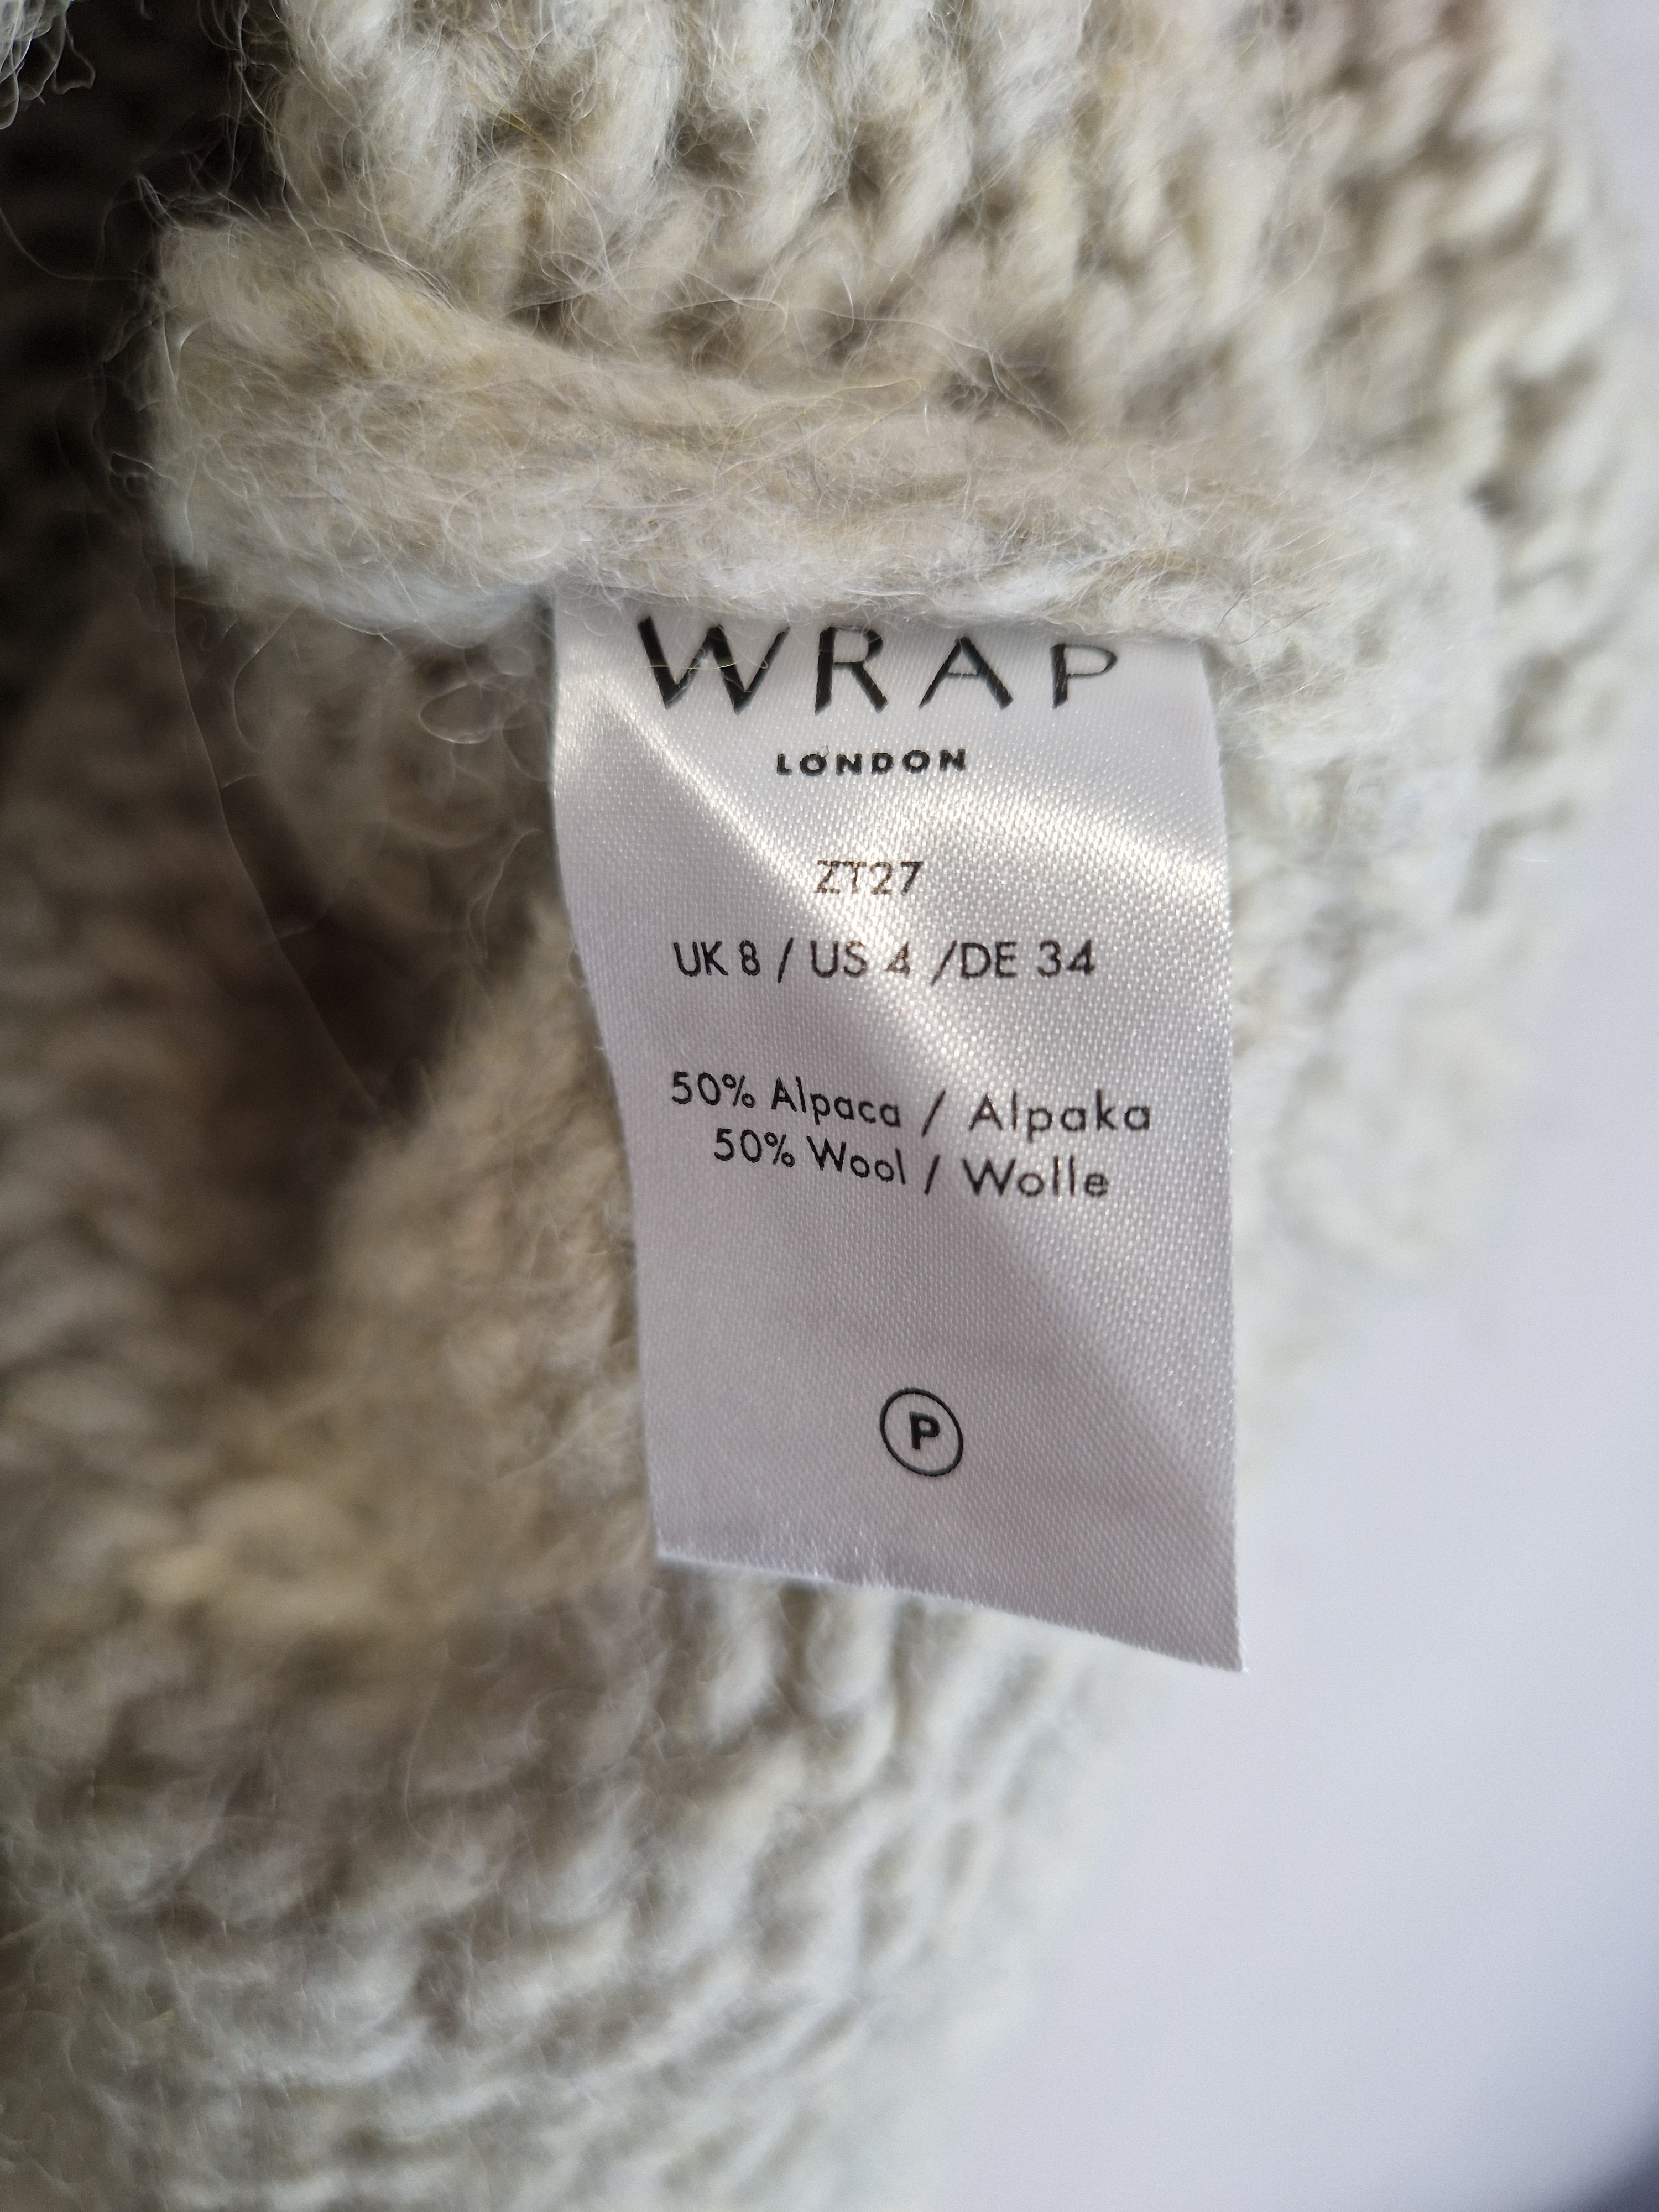 WRAP
LONDON
ZT27
UK 8 / US 4 /DE 34
50% Alpaca / Alpaka
50% Wool / Wolle
P